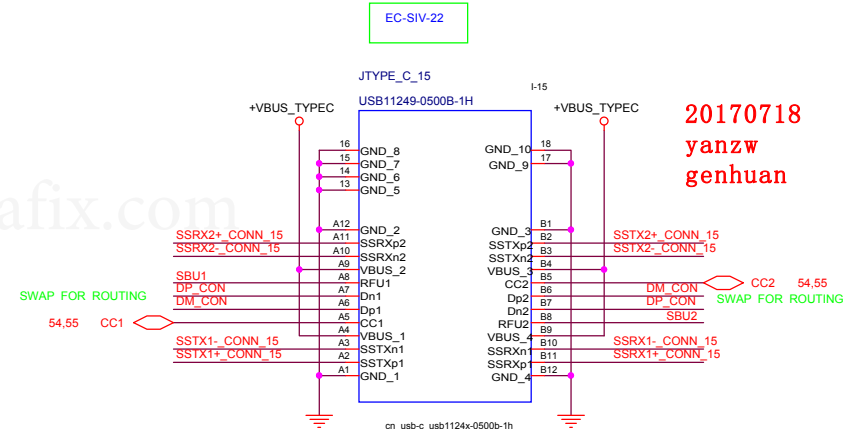 EC-SIV-22
JTYPE_C_15
I-15
USB11249-0500B-1H
+VBUS_TYPEC
+VBUS_TYPEC
20170718
yanzw
genhuan
afix.com
16 GND_8
15 GND_7
14 GND_6
13 GND_5
GND_10 18
GND_9 17
A12 GND_2
SSRX2+_CONN_15 A11 SSRXp2
SSRX2-_CONN_15 A10 SSRXn2
A9 VBUS_2
SBU1 A8 RFU1
DP_CON A7 Dn1
DM_CON A6 Dp1
54,55 CC1 A5 CC1
A4 VBUS_1
SSTX1-_CONN_15 A3 SSTXn1
SSTX1+_CONN_15 A2 SSTXp1
A1 GND_1
SWAP FOR ROUTING
GND_3 B1
SSTXp2 B2 SSTX2+_CONN_15
SSTXn2 B3 SSTX2-_CONN_15
VBUS_3 B4
CC2 B5 CC2 54,55
Dp2 B6 DM_CON
Dn2 B7 DP_CON
RFU2 B8 SBU2
VBUS_4 B9
SSRXn1 B10 SSRX1-_CONN_15
SSRXp1 B11 SSRX1+_CONN_15
GND_4 B12
SWAP FOR ROUTING
cn_usb-c_usb1124x-0500b-1h